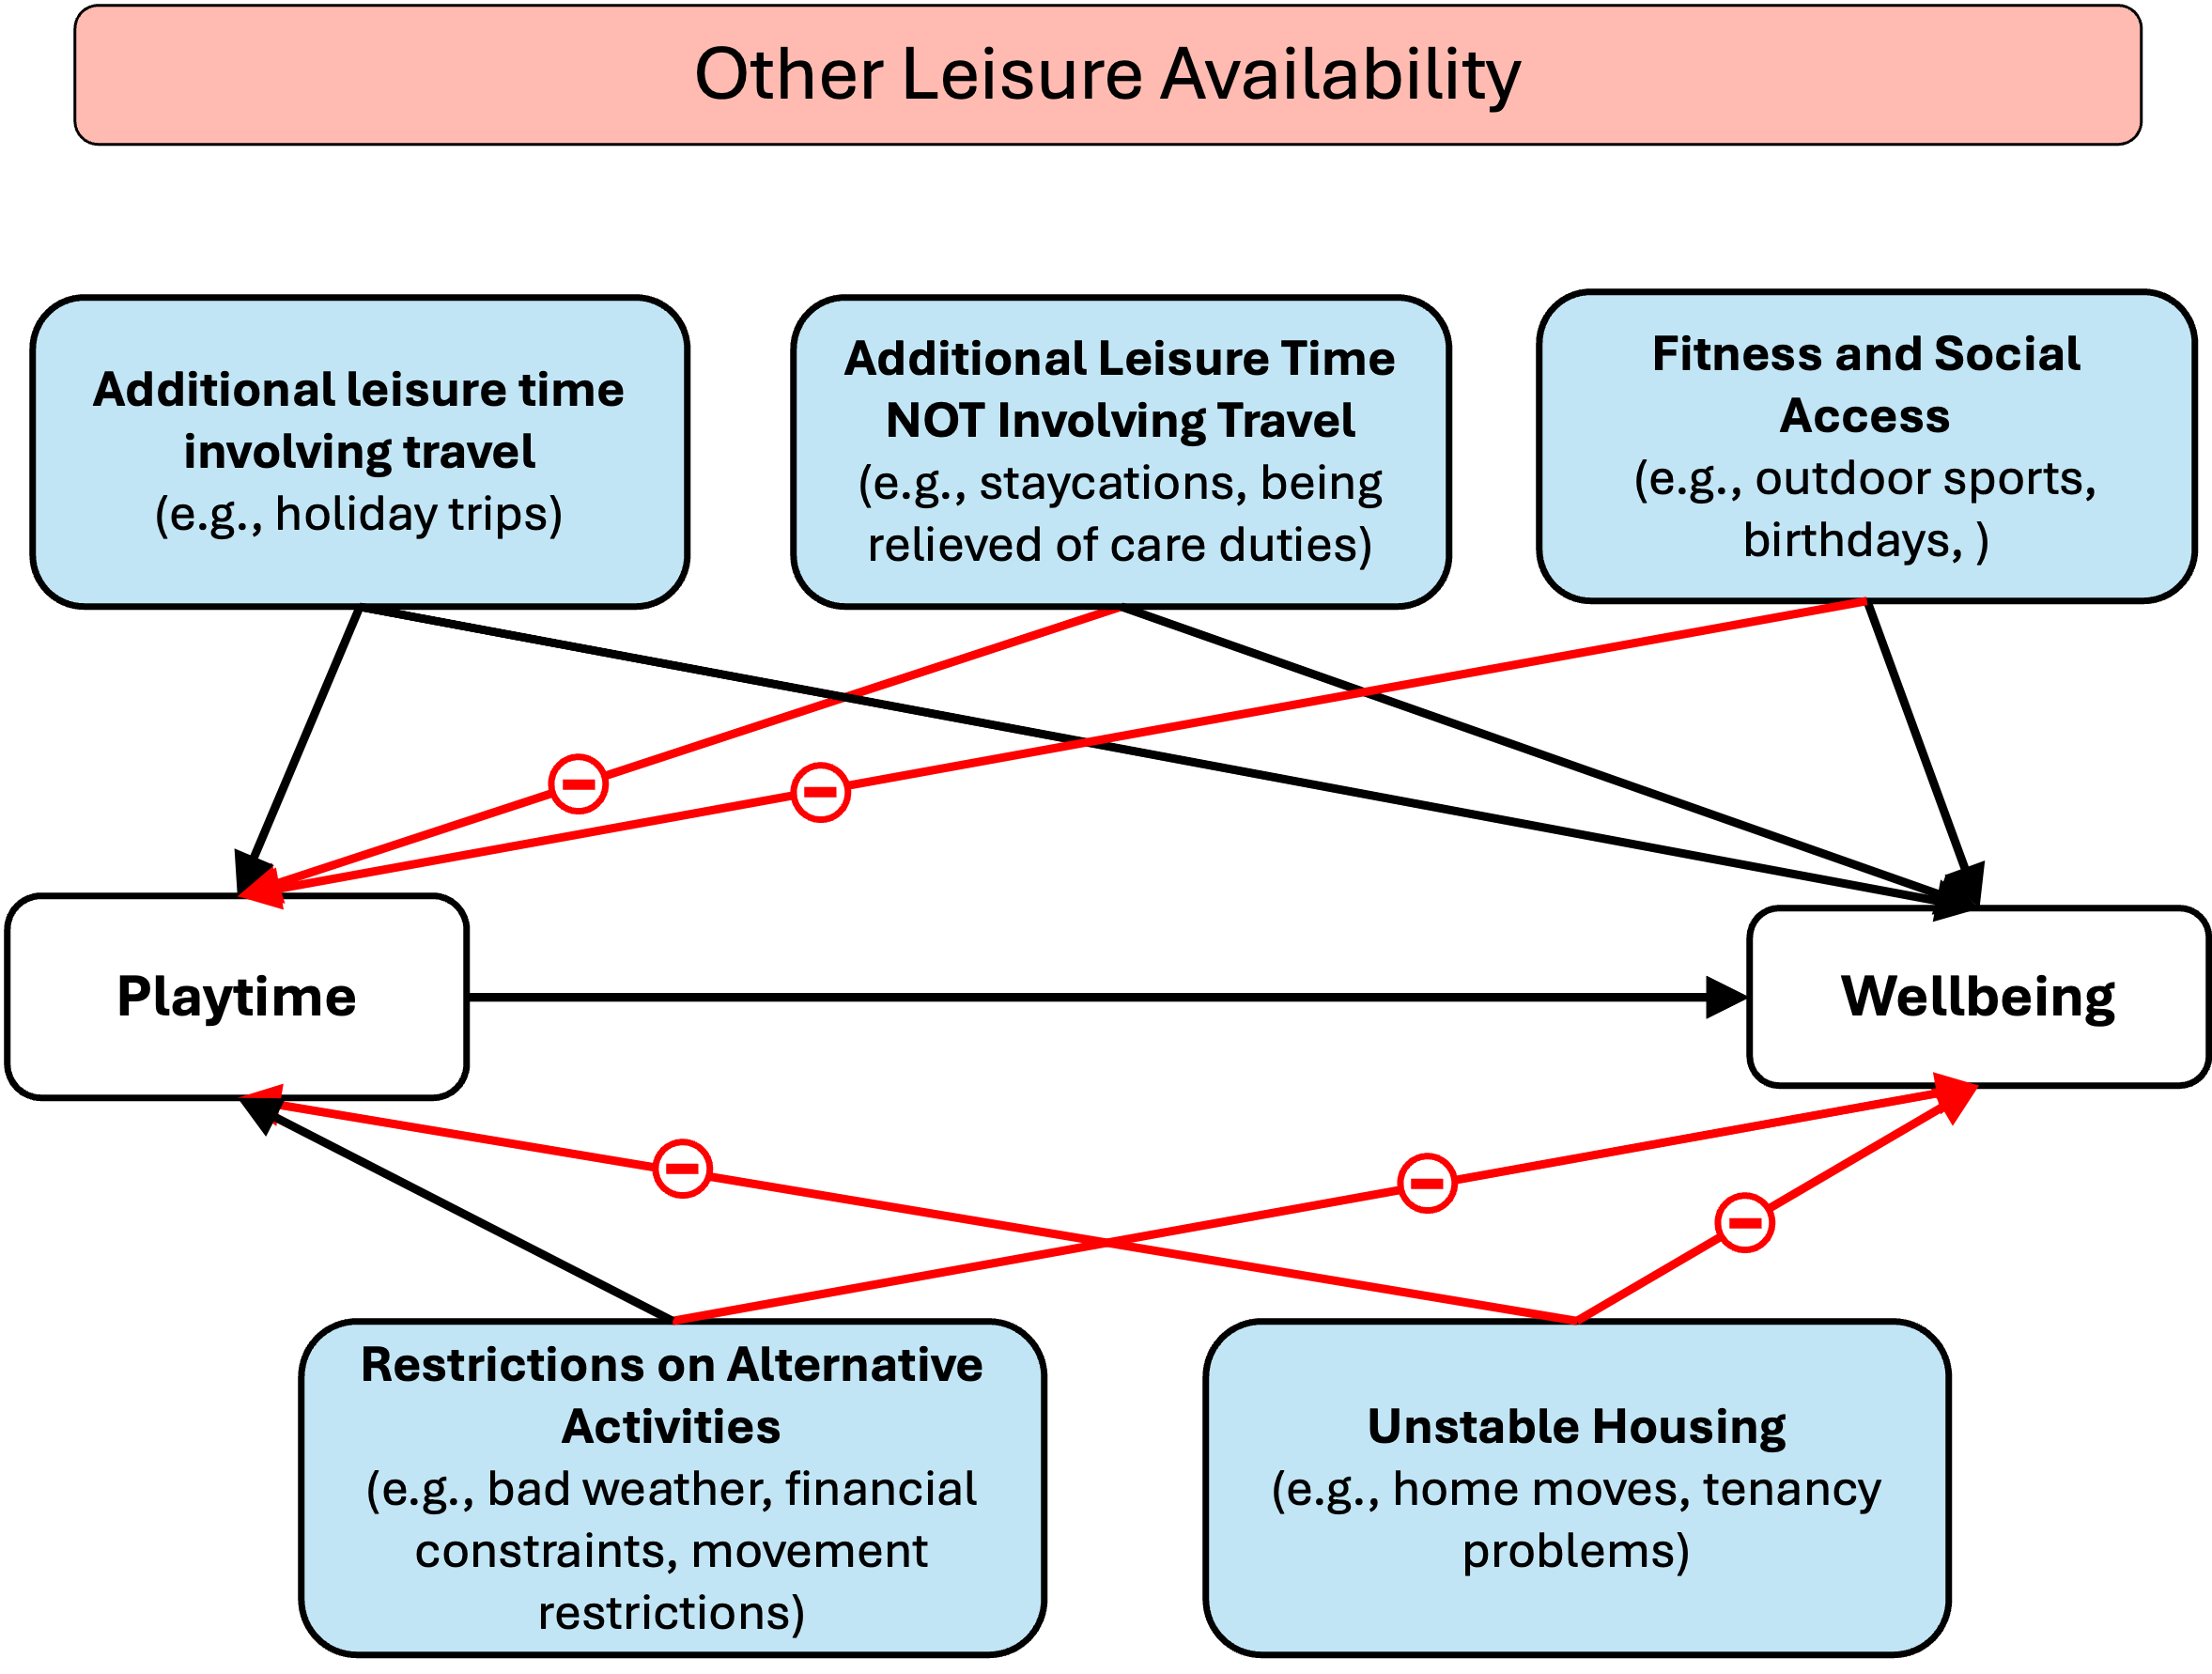 Other Leisure Availability
Additional leisure time
involving travel
(e.g., holiday trips)
Additional Leisure Time
NOT Involving Travel
(e.g., staycations, being
relieved of care duties)
Fitness and Social
Access
(e.g., outdoor sports,
birthdays, )
Playtime
Wellbeing
Restrictions on Alternative
Activities
(e.g., bad weather, financial
constraints, movement
restrictions)
Unstable Housing
(e.g., home moves, tenancy
problems)